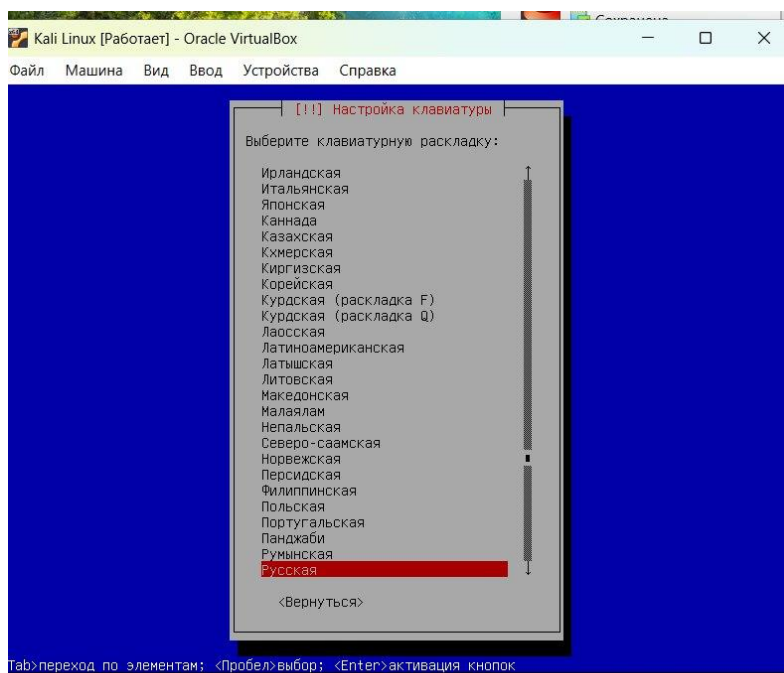 Kali Linux [Работает] - Oracle VirtualBox
Файл Машина Вид Ввод Устройства Справка
[!!] Настройка клавиатуры
Выберите клавиатурную раскладку:
Ирландская
Итальянская
Японская
Каннада
Казахская
Кхмерская
Киргизская
Корейская
Курдская (раскладка F)
Курдская (раскладка Q)
Лаосская
Латиноамериканская
Латышская
Литовская
Македонская
Малаялам
Непальская
Северо-саамская
Норвежская
Персидская
Филиппинская
Польская
Португальская
Панджаби
Румынская
Русская
<Вернуться>
Tab>переход по элементам; <Пробел>выбор; <Enter>активация кнопок